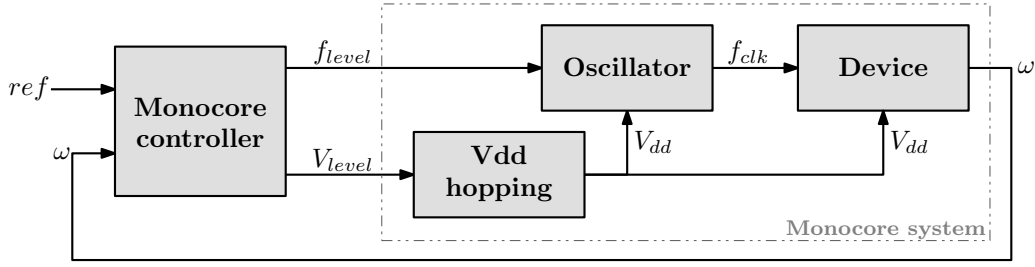 f_level
Oscillator
f_clk
Device
ω
ref
Monocore
controller
ω
V_level
Vdd
hopping
V_dd
V_dd
Monocore system